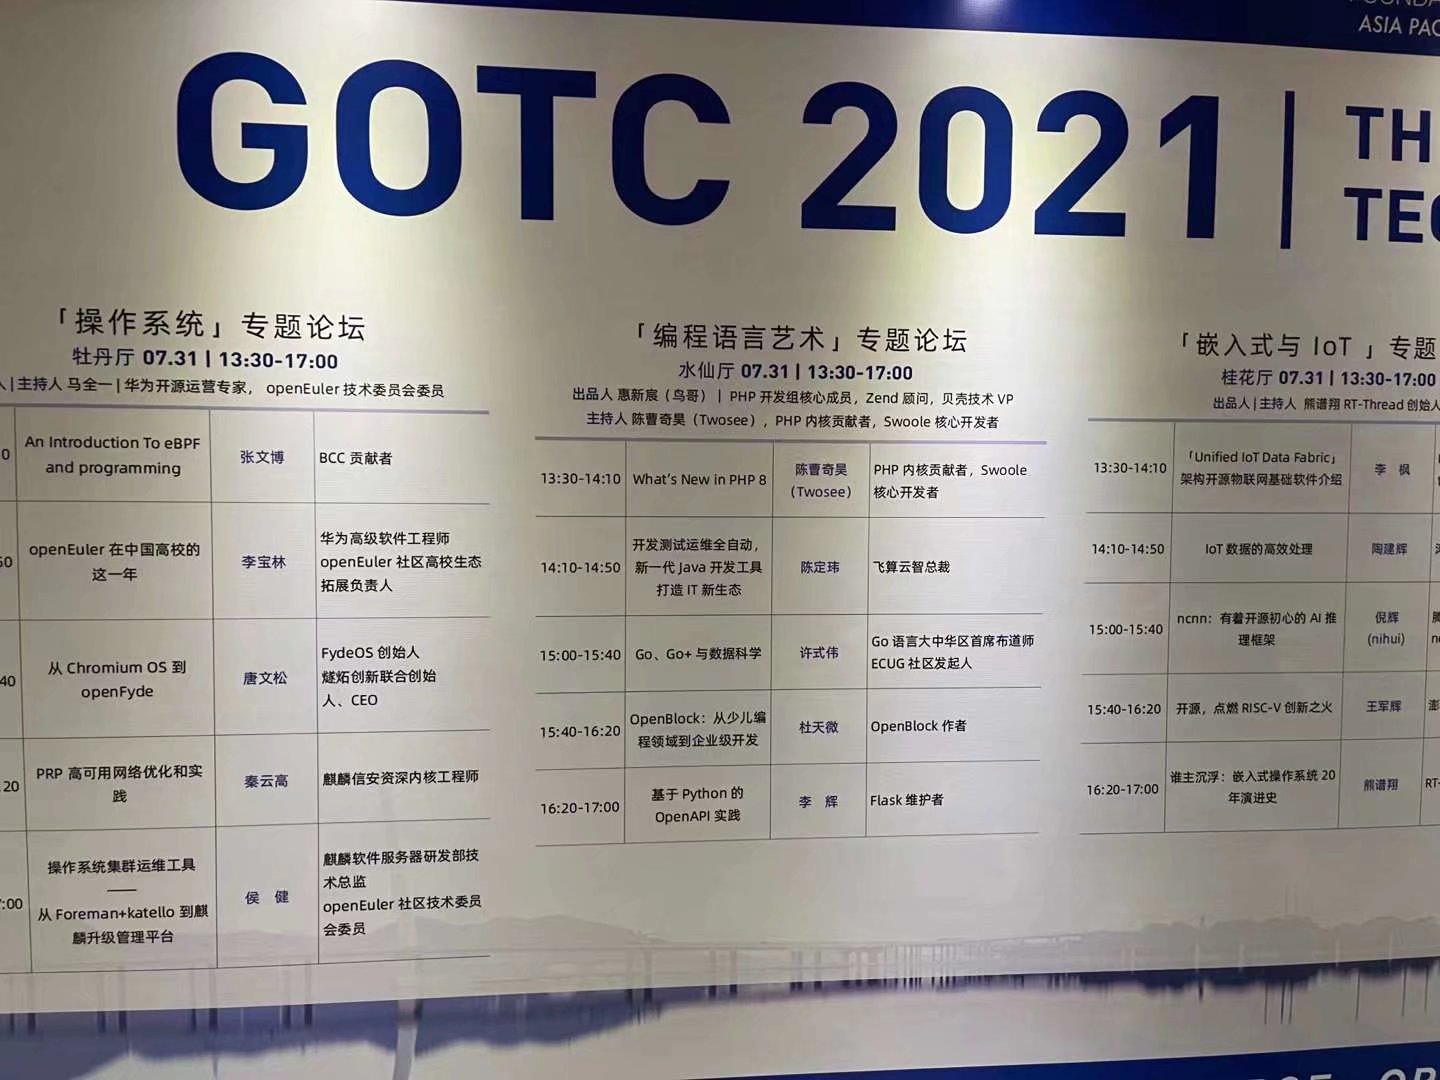 ASIA PAC
GOTC 2021
TH
TEC
「操作系统」专题论坛
牡丹厅 07.31 | 13:30-17:00
人 | 主持人 马全一 | 华为开源运营专家， openEuler 技术委员会委员
0
An Introduction To eBPF
and programming
张文博
BCC 贡献者
50
openEuler 在中国高校的
这一年
李宝林
华为高级软件工程师
openEuler 社区高校生态
拓展负责人
40
从 Chromium OS 到
openFyde
唐文松
FydeOS 创始人
燧炻创新联合创始
人、CEO
20
PRP 高可用网络优化和实
践
秦云高
麒麟信安资深内核工程师
:00
操作系统集群运维工具
——
从 Foreman+katello 到麒
麟升级管理平台
侯 健
麒麟软件服务器研发部技
术总监
openEuler 社区技术委员
会委员
「编程语言艺术」专题论坛
水仙厅 07.31 | 13:30-17:00
出品人 惠新宸（鸟哥） | PHP 开发组核心成员，Zend 顾问，贝壳技术 VP
主持人 陈曹奇昊（Twosee），PHP 内核贡献者，Swoole 核心开发者
13:30-14:10
What's New in PHP 8
陈曹奇昊
（Twosee）
PHP 内核贡献者，Swoole
核心开发者
14:10-14:50
开发测试运维全自动，
新一代 Java 开发工具
打造 IT 新生态
陈定玮
飞算云智总裁
15:00-15:40
Go、Go+ 与数据科学
许式伟
Go 语言大中华区首席布道师
ECUG 社区发起人
15:40-16:20
OpenBlock：从少儿编
程领域到企业级开发
杜天微
OpenBlock 作者
16:20-17:00
基于 Python 的
OpenAPI 实践
李 辉
Flask 维护者
「嵌入式与 IoT 」专题
桂花厅 07.31 | 13:30-17:00
出品人 | 主持人 熊谱翔 RT-Thread 创始人
13:30-14:10
「Unified IoT Data Fabric」
架构开源物联网基础软件介绍
李 枫
14:10-14:50
IoT 数据的高效处理
陶建辉
15:00-15:40
ncnn：有着开源初心的 AI 推
理框架
倪辉
(nihui)
15:40-16:20
开源，点燃 RISC-V 创新之火
王军辉
澎
16:20-17:00
谁主沉浮：嵌入式操作系统 20
年演进史
熊谱翔
RT-